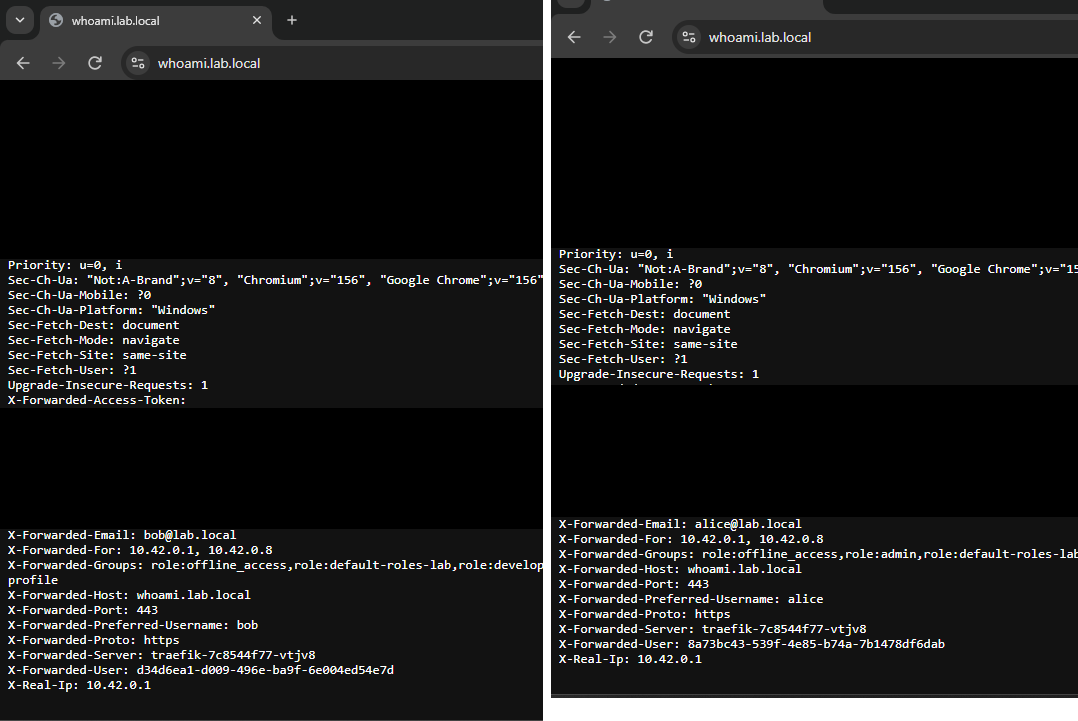 whoami.lab.local
whoami.lab.local
Priority: u=0, i
Sec-Ch-Ua: "Not:A-Brand";v="8", "Chromium";v="156", "Google Chrome";v="156"
Sec-Ch-Ua-Mobile: ?0
Sec-Ch-Ua-Platform: "Windows"
Sec-Fetch-Dest: document
Sec-Fetch-Mode: navigate
Sec-Fetch-Site: same-site
Sec-Fetch-User: ?1
Upgrade-Insecure-Requests: 1
X-Forwarded-Access-Token:
X-Forwarded-Email: bob@lab.local
X-Forwarded-For: 10.42.0.1, 10.42.0.8
X-Forwarded-Groups: role:offline_access,role:default-roles-lab,role:develop
profile
X-Forwarded-Host: whoami.lab.local
X-Forwarded-Port: 443
X-Forwarded-Preferred-Username: bob
X-Forwarded-Proto: https
X-Forwarded-Server: traefik-7c8544f77-vtjv8
X-Forwarded-User: d34d6ea1-d009-496e-ba9f-6e004ed54e7d
X-Real-Ip: 10.42.0.1
whoami.lab.local
Priority: u=0, i
Sec-Ch-Ua: "Not:A-Brand";v="8", "Chromium";v="156", "Google Chrome";v="15
Sec-Ch-Ua-Mobile: ?0
Sec-Ch-Ua-Platform: "Windows"
Sec-Fetch-Dest: document
Sec-Fetch-Mode: navigate
Sec-Fetch-Site: same-site
Sec-Fetch-User: ?1
Upgrade-Insecure-Requests: 1
X-Forwarded-Email: alice@lab.local
X-Forwarded-For: 10.42.0.1, 10.42.0.8
X-Forwarded-Groups: role:offline_access,role:admin,role:default-roles-lab
X-Forwarded-Host: whoami.lab.local
X-Forwarded-Port: 443
X-Forwarded-Preferred-Username: alice
X-Forwarded-Proto: https
X-Forwarded-Server: traefik-7c8544f77-vtjv8
X-Forwarded-User: 8a73bc43-539f-4e85-b74a-7b1478df6dab
X-Real-Ip: 10.42.0.1